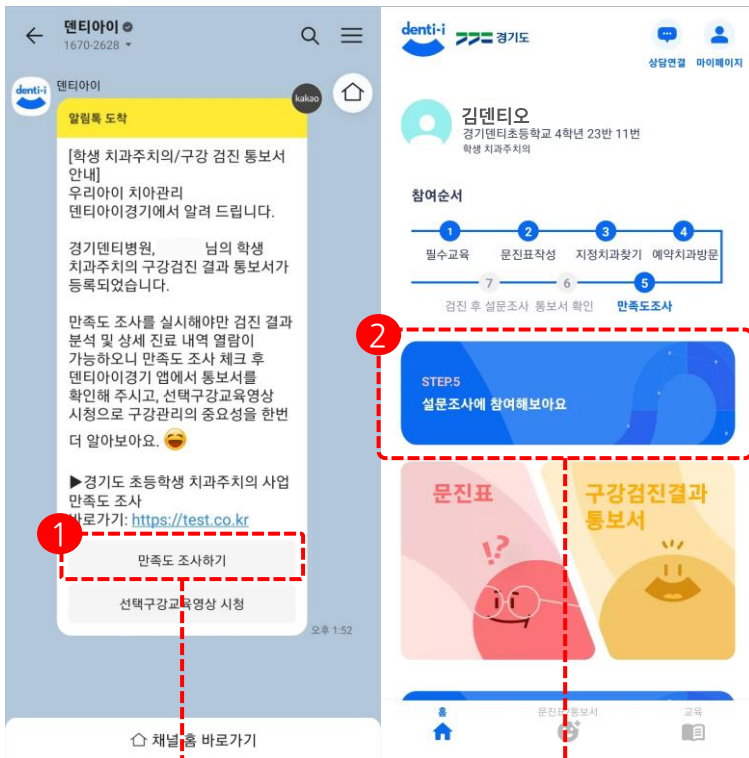 덴티아이
1670-2628
denti-i
덴티아이
kakao
알림톡 도착
[학생 치과주치의/구강 검진 통보서
안내]
우리아이 치아관리
덴티아이경기에서 알려 드립니다.
경기덴티병원, 님의 학생
치과주치의 구강검진 결과 통보서가
등록되었습니다.
만족도 조사를 실시해야만 검진 결과
분석 및 상세 진료 내역 열람이
가능하오니 만족도 조사 체크 후
덴티아이경기 앱에서 통보서를
확인해 주시고, 선택구강교육영상
시청으로 구강관리의 중요성을 한번
더 알아보아요.
▶경기도 초등학생 치과주치의 사업
만족도 조사
바로가기: https://test.co.kr
1
만족도 조사하기
선택구강교육영상 시청
오후 1:52
채널 홈 바로가기
denti-i 경기도
상담연결 마이페이지
김덴티오
경기덴티초등학교 4학년 23반 11번
학생 치과주치의
참여순서
1 2 3 4
필수교육 문진표작성 지정치과찾기 예약치과방문
7 6 5
검진 후 설문조사 통보서 확인 만족도조사
2
STEP.5
설문조사에 참여해보아요
문진표
구강검진결과
통보서
!?
홈 문진표/통보서 교육